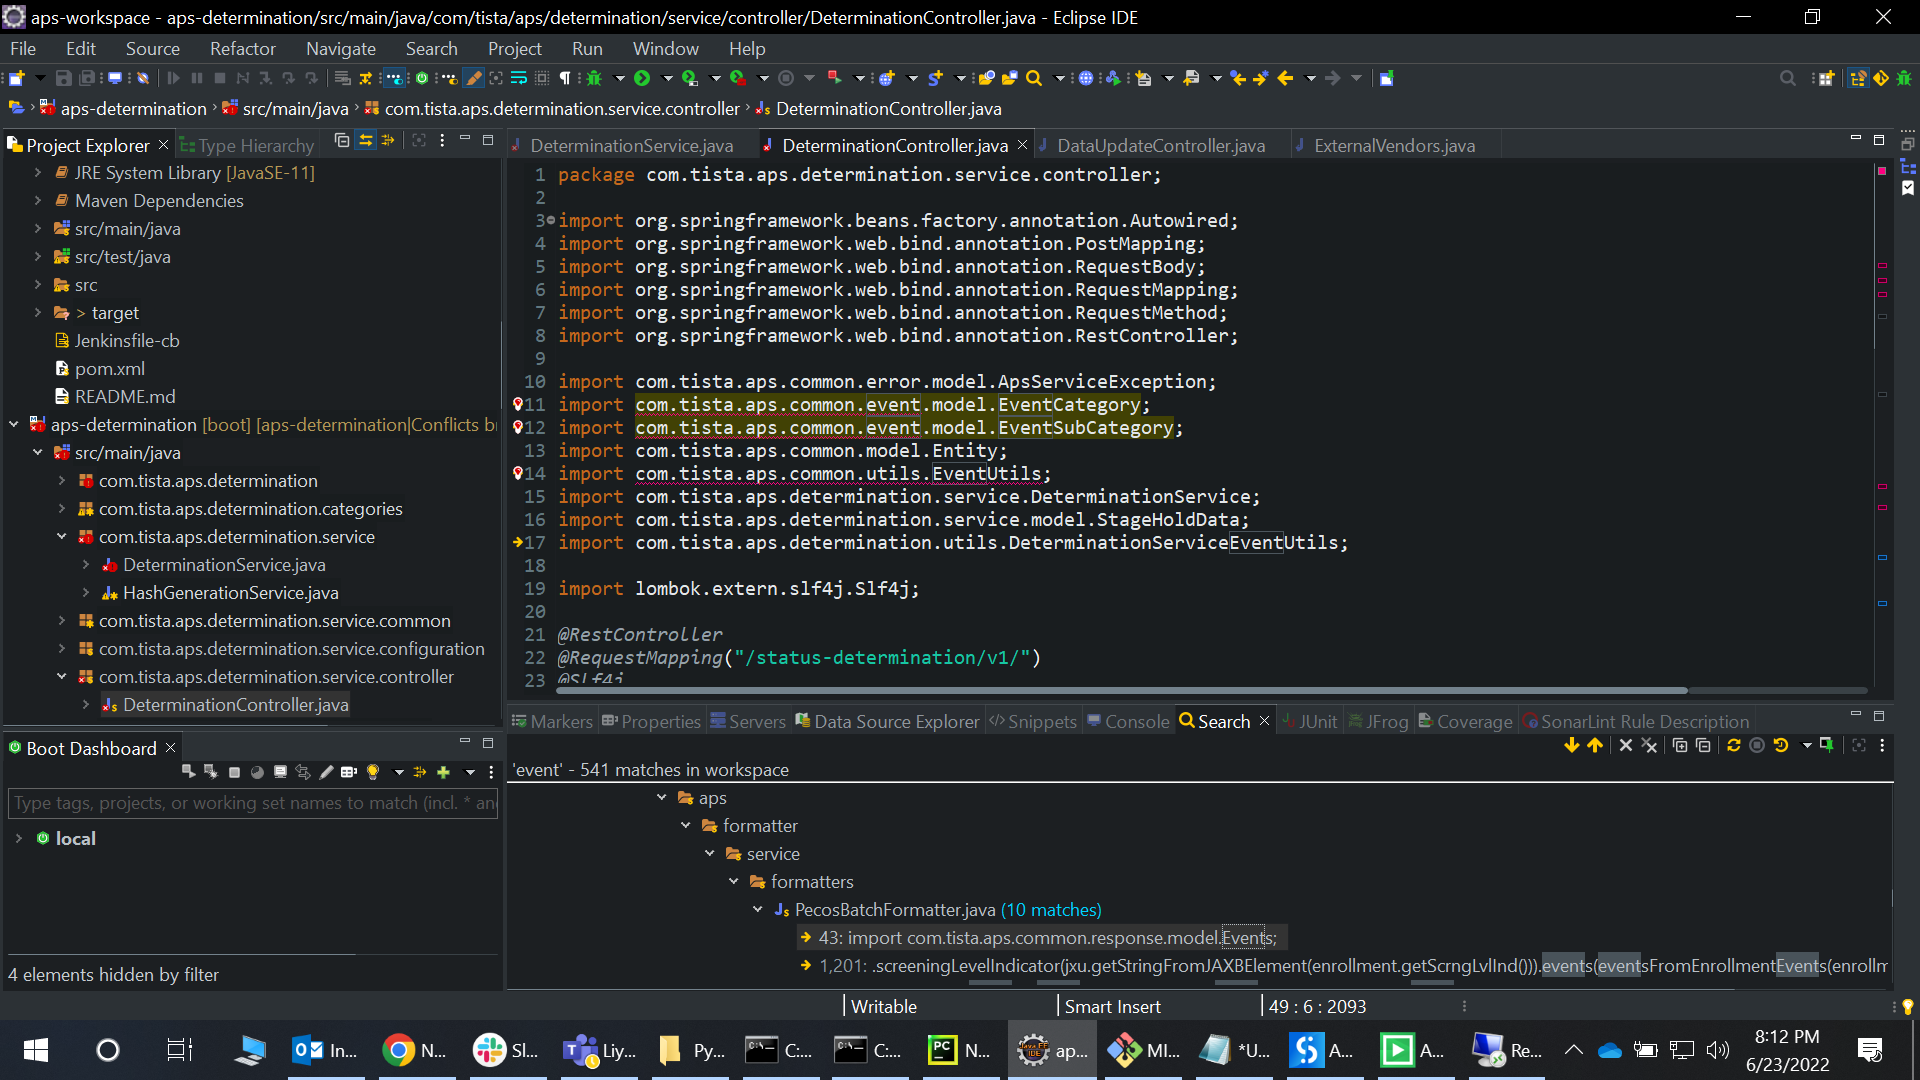 aps-workspace - aps-determination/src/main/java/com/tista/aps/determination/service/controller/DeterminationController.java - Eclipse IDE
File Edit Source Refactor Navigate Search Project Run Window Help
aps-determination src/main/java com.tista.aps.determination.service.controller DeterminationController.java
Project Explorer Type Hierarchy
JRE System Library [JavaSE-11]
Maven Dependencies
src/main/java
src/test/java
src
> target
Jenkinsfile-cb
pom.xml
README.md
aps-determination [boot] [aps-determination|Conflicts
src/main/java
com.tista.aps.determination
com.tista.aps.determination.categories
com.tista.aps.determination.service
DeterminationService.java
HashGenerationService.java
com.tista.aps.determination.service.common
com.tista.aps.determination.service.configuration
com.tista.aps.determination.service.controller
DeterminationController.java
Boot Dashboard
Type tags, projects, or working set names to match (incl. * an
local
4 elements hidden by filter
DeterminationService.java DeterminationController.java DataUpdateController.java ExternalVendors.java
1 package com.tista.aps.determination.service.controller;
2
3 import org.springframework.beans.factory.annotation.Autowired;
4 import org.springframework.web.bind.annotation.PostMapping;
5 import org.springframework.web.bind.annotation.RequestBody;
6 import org.springframework.web.bind.annotation.RequestMapping;
7 import org.springframework.web.bind.annotation.RequestMethod;
8 import org.springframework.web.bind.annotation.RestController;
9
10 import com.tista.aps.common.error.model.ApsServiceException;
11 import com.tista.aps.common.event.model.EventCategory;
12 import com.tista.aps.common.event.model.EventSubCategory;
13 import com.tista.aps.common.model.Entity;
14 import com.tista.aps.common.utils.EventUtils;
15 import com.tista.aps.determination.service.DeterminationService;
16 import com.tista.aps.determination.service.model.StageHoldData;
17 import com.tista.aps.determination.utils.DeterminationServiceEventUtils;
18
19 import lombok.extern.slf4j.Slf4j;
20
21 @RestController
22 @RequestMapping("/status-determination/v1/")
23 @Slf4j
Markers Properties Servers Data Source Explorer Snippets Console Search JUnit JFrog Coverage SonarLint Rule Description
'event' - 541 matches in workspace
aps
formatter
service
formatters
PecosBatchFormatter.java (10 matches)
43: import com.tista.aps.common.response.model.Events;
1,201: .screeningLevelIndicator(jxu.getStringFromJAXBElement(enrollment.getScrngLvlInd())).events(eventsFromEnrollmentEvents(enrollm
Writable Smart Insert 49 : 6 : 2093
In... N... Sl... Liy... Py... C:... C:... N... ap... MI... *U... A... A... Re...
8:12 PM
6/23/2022